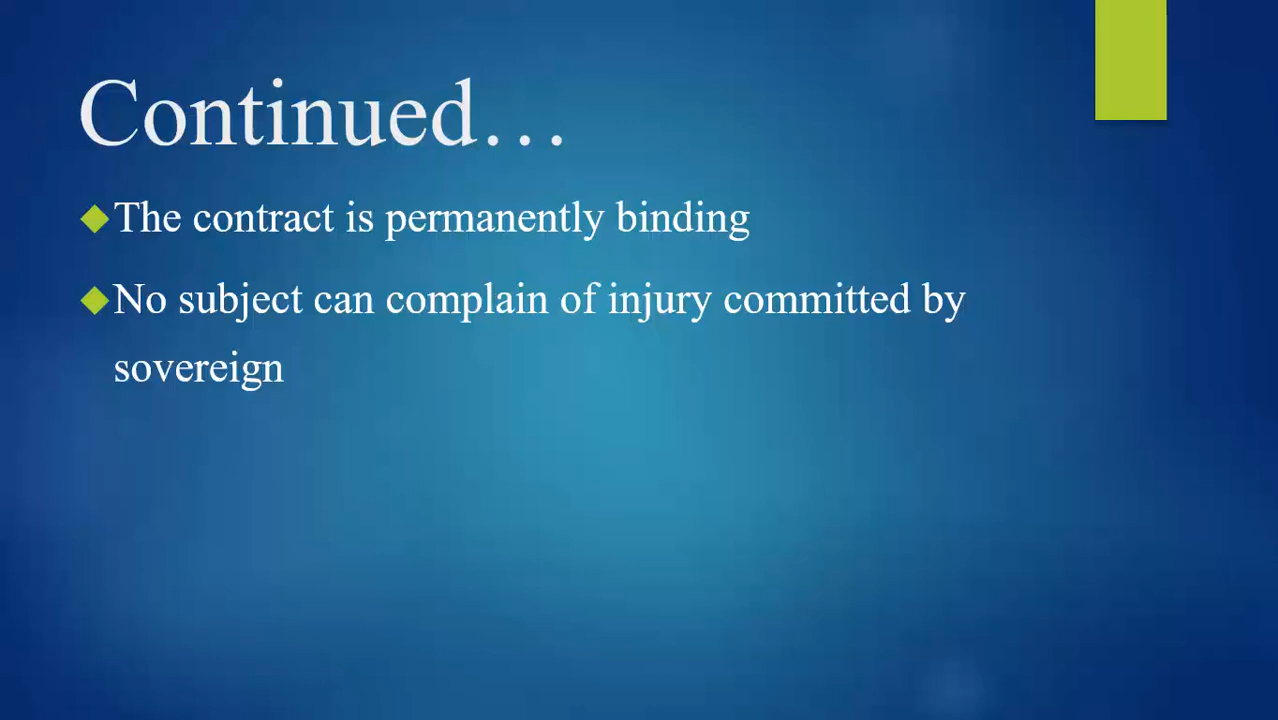 Continued…
The contract is permanently binding
No subject can complain of injury committed by
sovereign